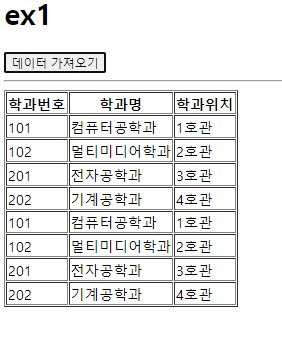 ex1
데이터 가져오기
학과번호 학과명 학과위치
101 컴퓨터공학과 1호관
102 멀티미디어학과 2호관
201 전자공학과 3호관
202 기계공학과 4호관
101 컴퓨터공학과 1호관
102 멀티미디어학과 2호관
201 전자공학과 3호관
202 기계공학과 4호관